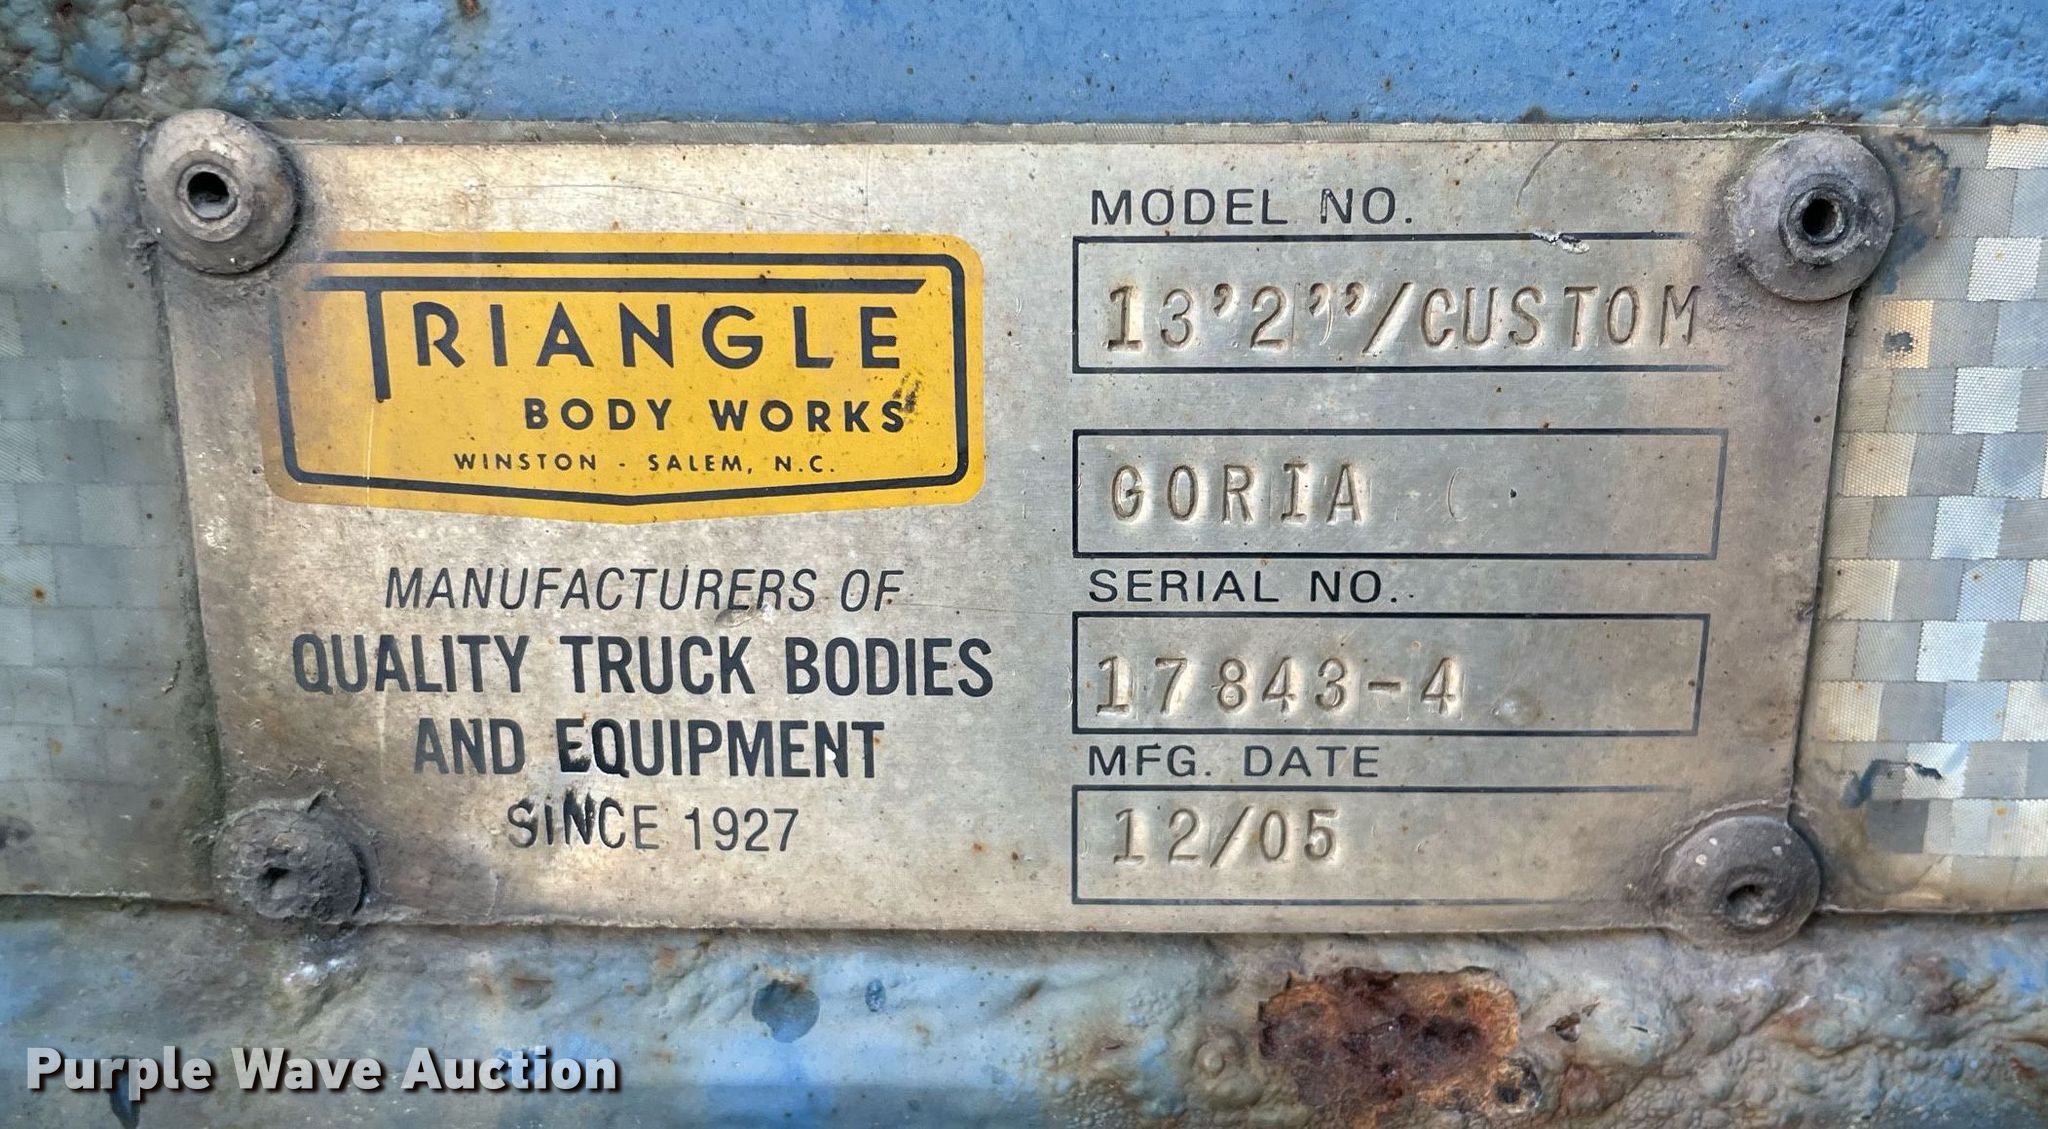 TRIANGLE
BODY WORKS
WINSTON - SALEM, N.C.
MANUFACTURERS OF
QUALITY TRUCK BODIES
AND EQUIPMENT
SINCE 1927
MODEL NO.
13'2''/CUSTOM
GORIA
SERIAL NO.
17843-4
MFG. DATE
12/05
Purple Wave Auction